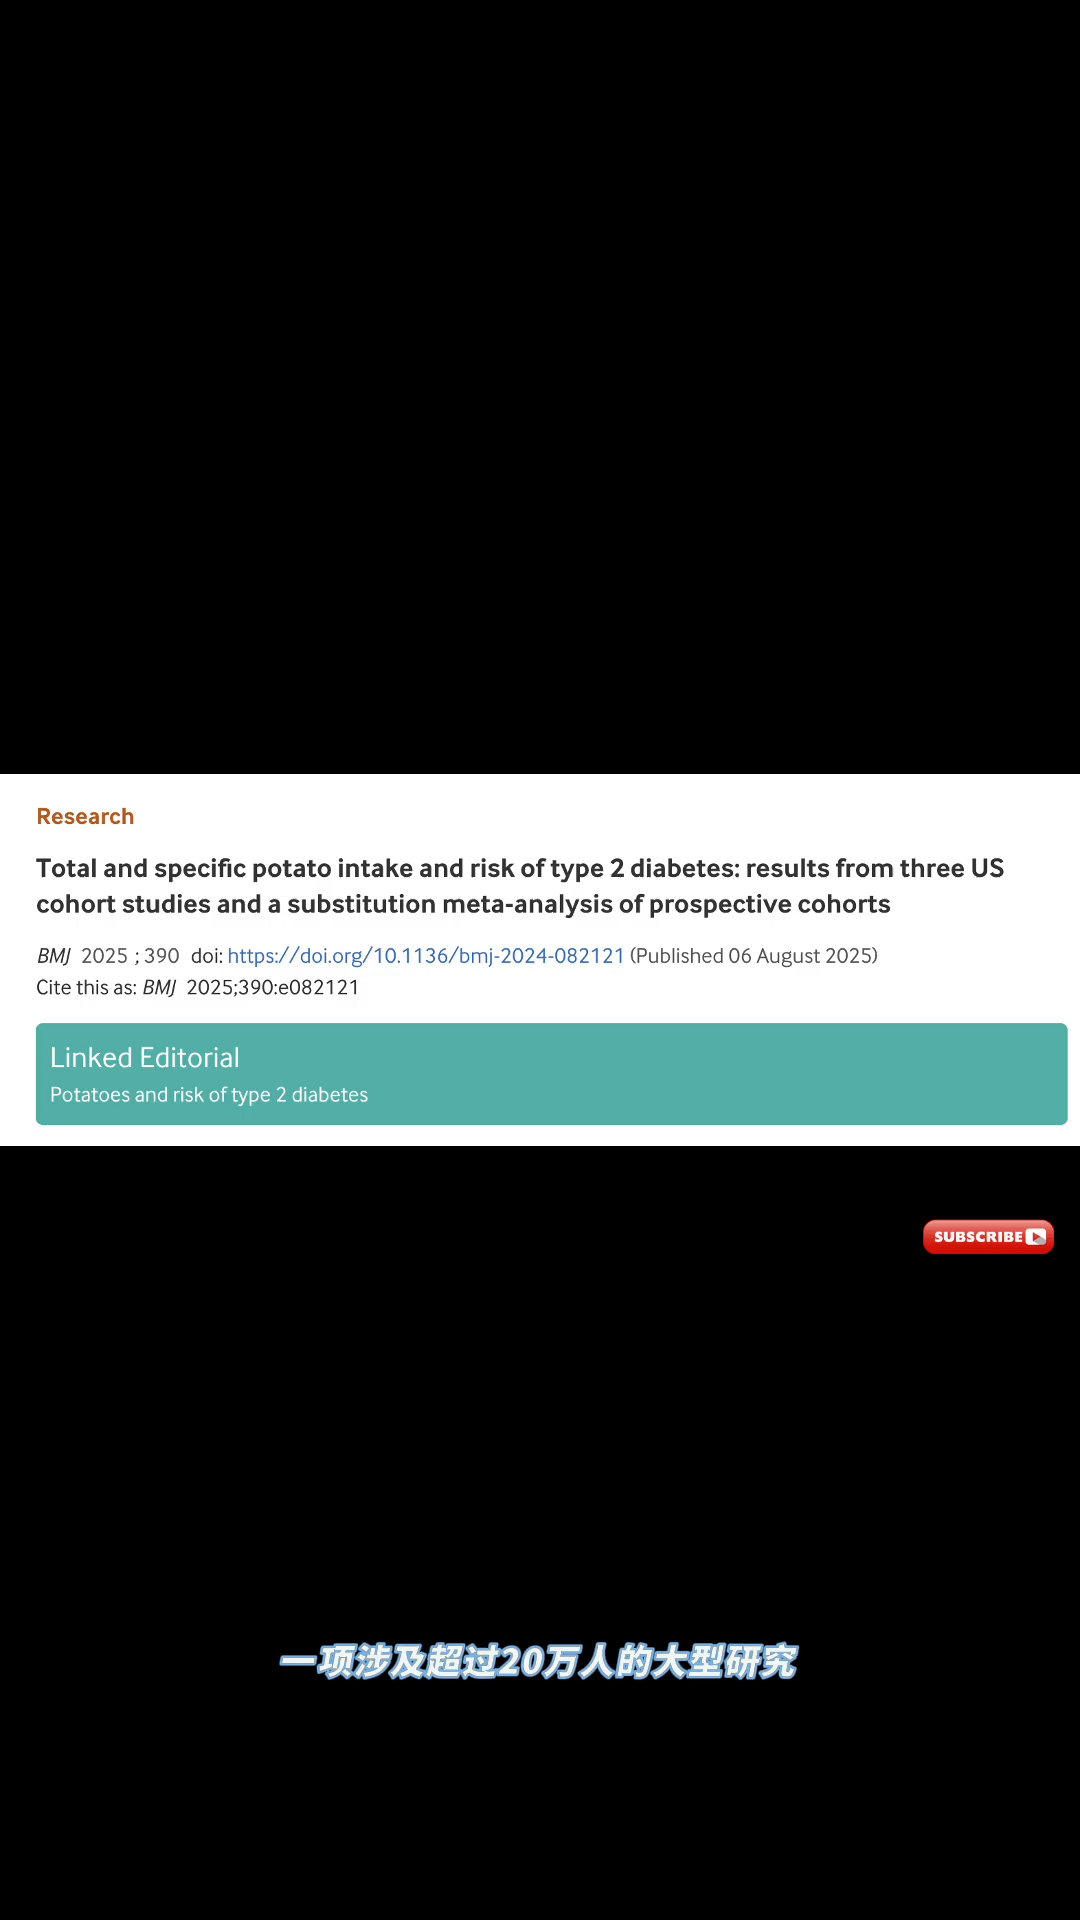 Research
Total and specific potato intake and risk of type 2 diabetes: results from three US
cohort studies and a substitution meta-analysis of prospective cohorts
BMJ 2025 ; 390 doi: https://doi.org/10.1136/bmj-2024-082121 (Published 06 August 2025)
Cite this as: BMJ 2025;390:e082121
Linked Editorial
Potatoes and risk of type 2 diabetes
SUBSCRIBE
一项涉及超过20万人的大型研究